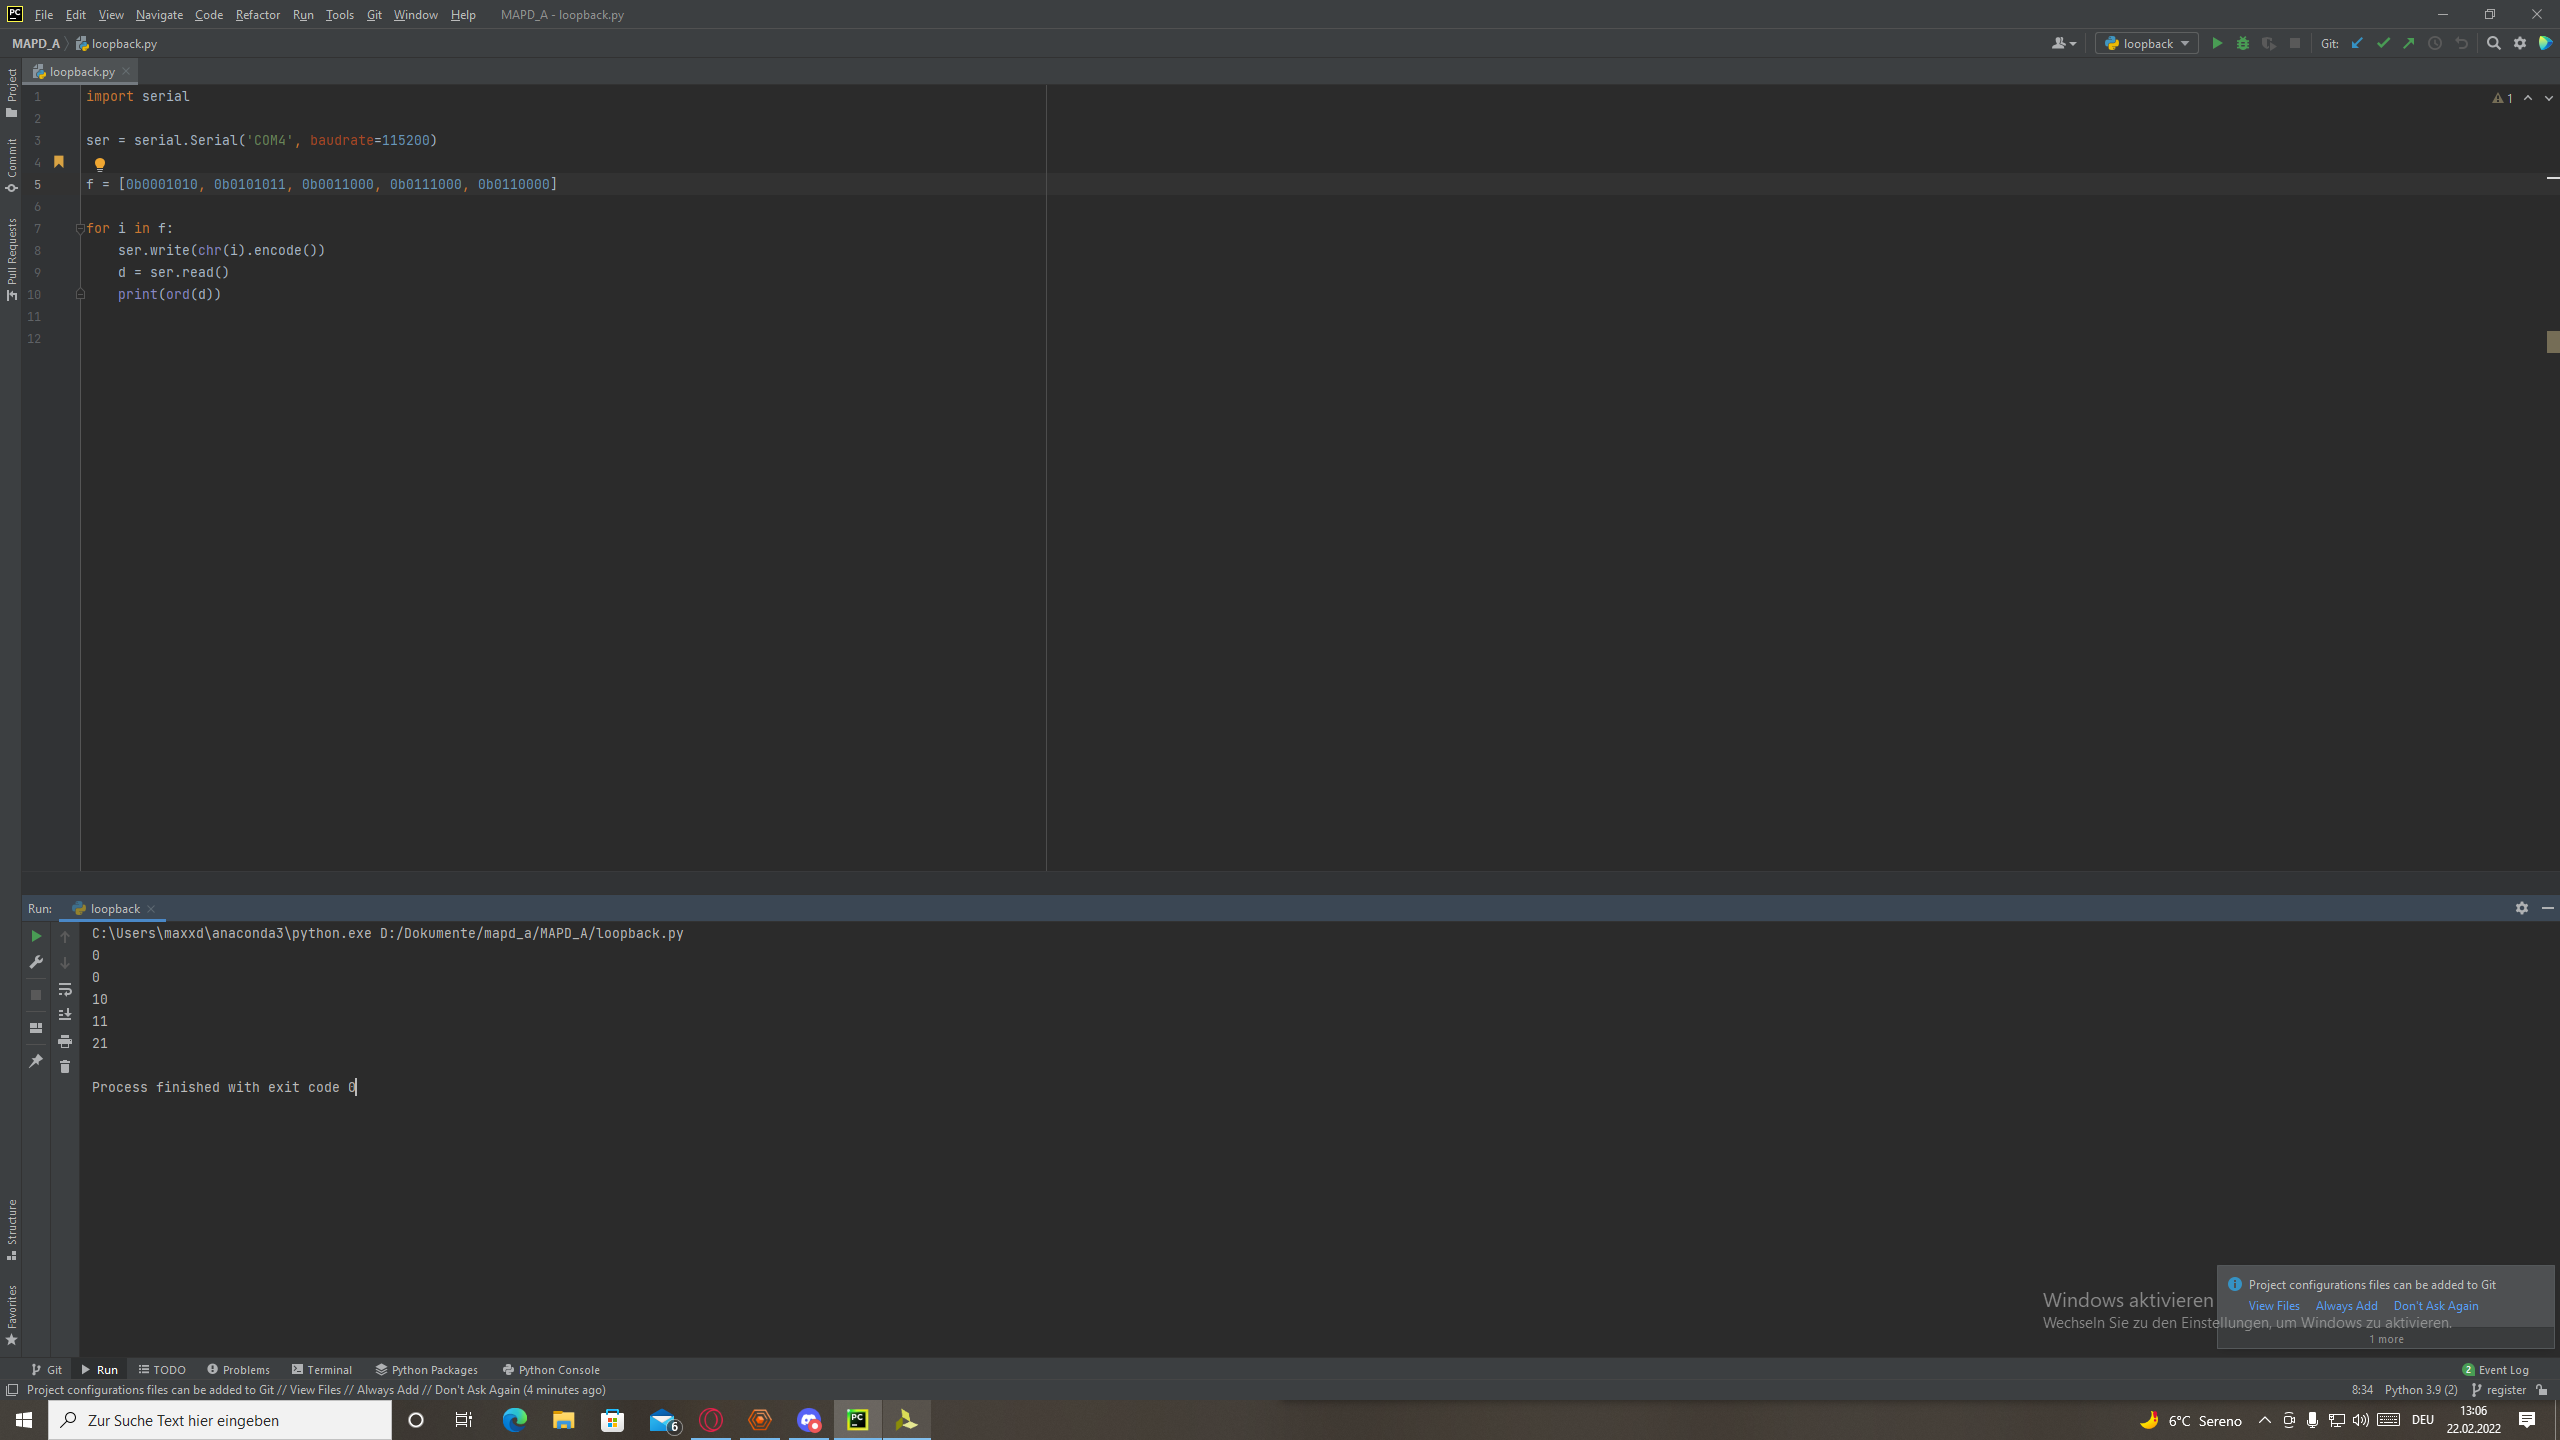 PC File Edit View Navigate Code Refactor Run Tools Git Window Help MAPD_A - loopback.py
MAPD_A loopback.py loopback Git:
loopback.py
Project
Commit
Pull Requests
1 import serial
2
3 ser = serial.Serial('COM4', baudrate=115200)
4
5 f = [0b0001010, 0b0101011, 0b0011000, 0b0111000, 0b0110000]
6
7 for i in f:
8 ser.write(chr(i).encode())
9 d = ser.read()
10 print(ord(d))
11
12
1
Run: loopback
C:\Users\maxxd\anaconda3\python.exe D:/Dokumente/mapd_a/MAPD_A/loopback.py
0
0
10
11
21
Process finished with exit code 0
Structure
Favorites
Project configurations files can be added to Git
View Files Always Add Don't Ask Again
1 more
Windows aktivieren
Wechseln Sie zu den Einstellungen, um Windows zu aktivieren.
Git Run TODO Problems Terminal Python Packages Python Console 2 Event Log
Project configurations files can be added to Git // View Files // Always Add // Don't Ask Again (4 minutes ago) 8:34 Python 3.9 (2) register
Zur Suche Text hier eingeben 6 PC 6°C Sereno DEU 13:06
22.02.2022